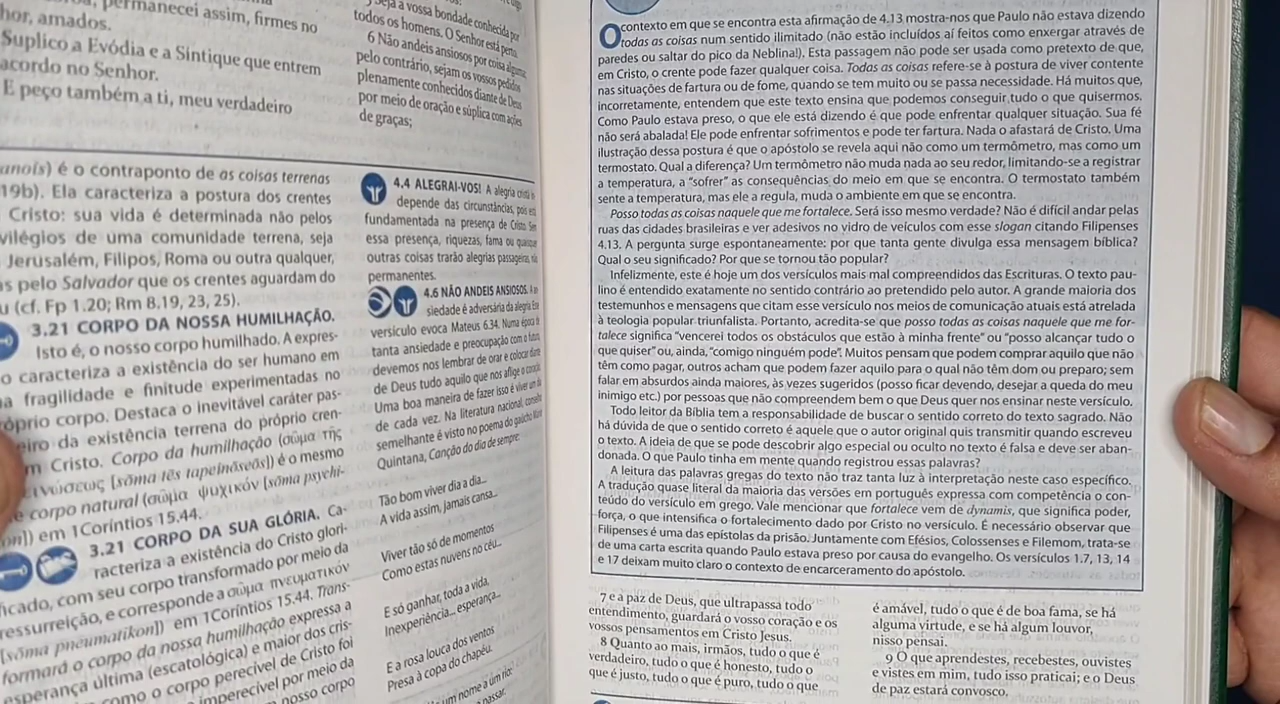 permanecei assim, firmes no
hor, amados.
Suplico a Evódia e a Síntique que entrem
acordo no Senhor.
E peço também a ti, meu verdadeiro
Seja a vossa bondade conhecida por
todos os homens. O Senhor está perto.
6 Não andeis ansiosos por coisa alguma
pelo contrário, sejam os vossos pedidos
plenamente conhecidos diante de Deus
por meio de oração e súplica com ações
de graças;
anois) é o contraponto de as coisas terrenas
19b). Ela caracteriza a postura dos crentes
Cristo: sua vida é determinada não pelos
vilégios de uma comunidade terrena, seja
Jerusalém, Filipos, Roma ou outra qualquer,
as pelo Salvador que os crentes aguardam do
u (cf. Fp 1.20; Rm 8.19, 23, 25).
3.21 CORPO DA NOSSA HUMILHAÇÃO.
Isto é, o nosso corpo humilhado. A expres-
o caracteriza a existência do ser humano em
a fragilidade e finitude experimentadas no
óprio corpo. Destaca o inevitável caráter pas-
eiro da existência terrena do próprio cren-
m Cristo. Corpo da humilhação (σῶμα τῆς
εινώσεως [sōma tēs tapeinōseōs]) é o mesmo
e corpo natural (σῶμα ψυχικόν [sōma psychi-
on]) em 1Coríntios 15.44.
3.21 CORPO DA SUA GLÓRIA. Ca-
racteriza a existência do Cristo glori-
ficado, com seu corpo transformado por meio da
ressurreição, e corresponde a σῶμα πνευματικόν
[sōma pneumatikon]) em 1Coríntios 15.44. Trans-
formará o corpo da nossa humilhação expressa a
esperança última (escatológica) e maior dos cris-
como o corpo perecível de Cristo foi
imperecível por meio da
nosso corpo
4.4 ALEGRAI-VOS! A alegria cristã
depende das circunstâncias, pois está
fundamentada na presença de Cristo. Sem
essa presença, riquezas, fama ou quaisquer
outras coisas trarão alegrias passageiras, não
permanentes.
4.6 NÃO ANDEIS ANSIOSOS. A an-
siedade é adversária da alegria. Este
versículo evoca Mateus 6.34. Numa época de
tanta ansiedade e preocupação com o futuro,
devemos nos lembrar de orar e colocar diante
de Deus tudo aquilo que nos aflige o coração.
Uma boa maneira de fazer isso é viver um dia
de cada vez. Na literatura nacional, conselho
semelhante é visto no poema do gaúcho Mario
Quintana, Canção do dia de sempre:
Tão bom viver dia a dia...
A vida assim, jamais cansa...
Viver tão só de momentos
Como estas nuvens no céu...
E só ganhar, toda a vida,
Inexperiência... esperança...
E a rosa louca dos ventos
Presa à copa do chapéu.
um nome a um rio:
passar.
O contexto em que se encontra esta afirmação de 4.13 mostra-nos que Paulo não estava dizendo
todas as coisas num sentido ilimitado (não estão incluídos aí feitos como enxergar através de
paredes ou saltar do pico da Neblina!). Esta passagem não pode ser usada como pretexto de que,
em Cristo, o crente pode fazer qualquer coisa. Todas as coisas refere-se à postura de viver contente
nas situações de fartura ou de fome, quando se tem muito ou se passa necessidade. Há muitos que,
incorretamente, entendem que este texto ensina que podemos conseguir tudo o que quisermos.
Como Paulo estava preso, o que ele está dizendo é que pode enfrentar qualquer situação. Sua fé
não será abalada! Ele pode enfrentar sofrimentos e pode ter fartura. Nada o afastará de Cristo. Uma
ilustração dessa postura é que o apóstolo se revela aqui não como um termômetro, mas como um
termostato. Qual a diferença? Um termômetro não muda nada ao seu redor, limitando-se a registrar
a temperatura, a “sofrer” as consequências do meio em que se encontra. O termostato também
sente a temperatura, mas ele a regula, muda o ambiente em que se encontra.
Posso todas as coisas naquele que me fortalece. Será isso mesmo verdade? Não é difícil andar pelas
ruas das cidades brasileiras e ver adesivos no vidro de veículos com esse slogan citando Filipenses
4.13. A pergunta surge espontaneamente: por que tanta gente divulga essa mensagem bíblica?
Qual o seu significado? Por que se tornou tão popular?
Infelizmente, este é hoje um dos versículos mais mal compreendidos das Escrituras. O texto pau-
lino é entendido exatamente no sentido contrário ao pretendido pelo autor. A grande maioria dos
testemunhos e mensagens que citam esse versículo nos meios de comunicação atuais está atrelada
à teologia popular triunfalista. Portanto, acredita-se que posso todas as coisas naquele que me for-
talece significa “vencerei todos os obstáculos que estão à minha frente” ou “posso alcançar tudo o
que quiser” ou, ainda, “comigo ninguém pode”. Muitos pensam que podem comprar aquilo que não
têm como pagar, outros acham que podem fazer aquilo para o qual não têm dom ou preparo; sem
falar em absurdos ainda maiores, às vezes sugeridos (posso ficar devendo, desejar a queda do meu
inimigo etc.) por pessoas que não compreendem bem o que Deus quer nos ensinar neste versículo.
Todo leitor da Bíblia tem a responsabilidade de buscar o sentido correto do texto sagrado. Não
há dúvida de que o sentido correto é aquele que o autor original quis transmitir quando escreveu
o texto. A ideia de que se pode descobrir algo especial ou oculto no texto é falsa e deve ser aban-
donada. O que Paulo tinha em mente quando registrou essas palavras?
A leitura das palavras gregas do texto não traz tanta luz à interpretação neste caso específico.
A tradução quase literal da maioria das versões em português expressa com competência o con-
teúdo do versículo em grego. Vale mencionar que fortalece vem de dynamis, que significa poder,
força, o que intensifica o fortalecimento dado por Cristo no versículo. É necessário observar que
Filipenses é uma das epístolas da prisão. Juntamente com Efésios, Colossenses e Filemom, trata-se
de uma carta escrita quando Paulo estava preso por causa do evangelho. Os versículos 1.7, 13, 14
e 17 deixam muito claro o contexto de encarceramento do apóstolo.
7 e a paz de Deus, que ultrapassa todo
entendimento, guardará o vosso coração e os
vossos pensamentos em Cristo Jesus.
8 Quanto ao mais, irmãos, tudo o que é
verdadeiro, tudo o que é honesto, tudo o
que é justo, tudo o que é puro, tudo o que
é amável, tudo o que é de boa fama, se há
alguma virtude, e se há algum louvor,
nisso pensai.
9 O que aprendestes, recebestes, ouvistes
e vistes em mim, tudo isso praticai; e o Deus
de paz estará convosco.